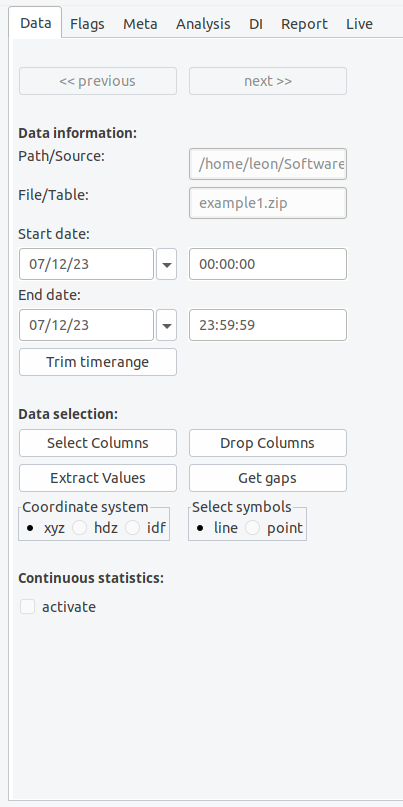 Data Flags Meta Analysis DI Report Live
<< previous next >>
Data information:
Path/Source: /home/leon/Software
File/Table: example1.zip
Start date:
07/12/23 00:00:00
End date:
07/12/23 23:59:59
Trim timerange
Data selection:
Select Columns Drop Columns
Extract Values Get gaps
Coordinate system Select symbols
xyz hdz idf line point
Continuous statistics:
activate